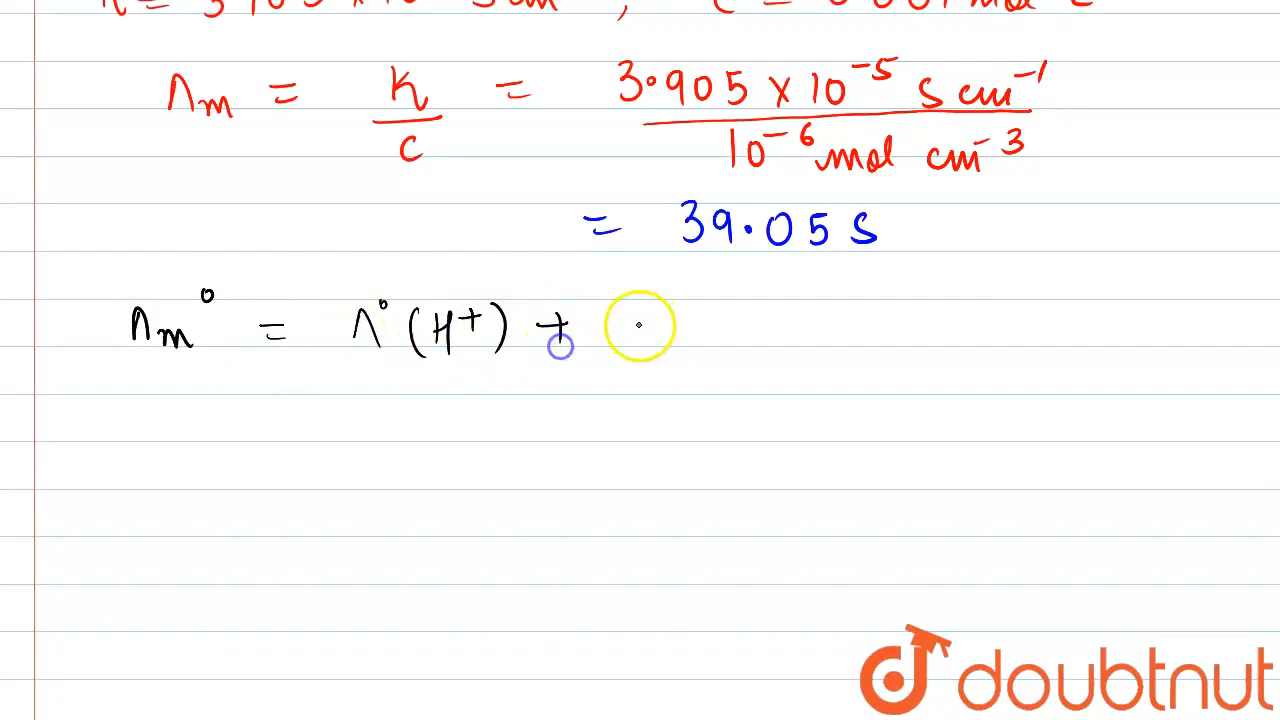 Λm = K/c = 3.905 × 10⁻⁵ S cm⁻¹ / 10⁻⁶ mol cm⁻³
= 39.05 S
Λm° = Λ° (H+) +
doubtnut